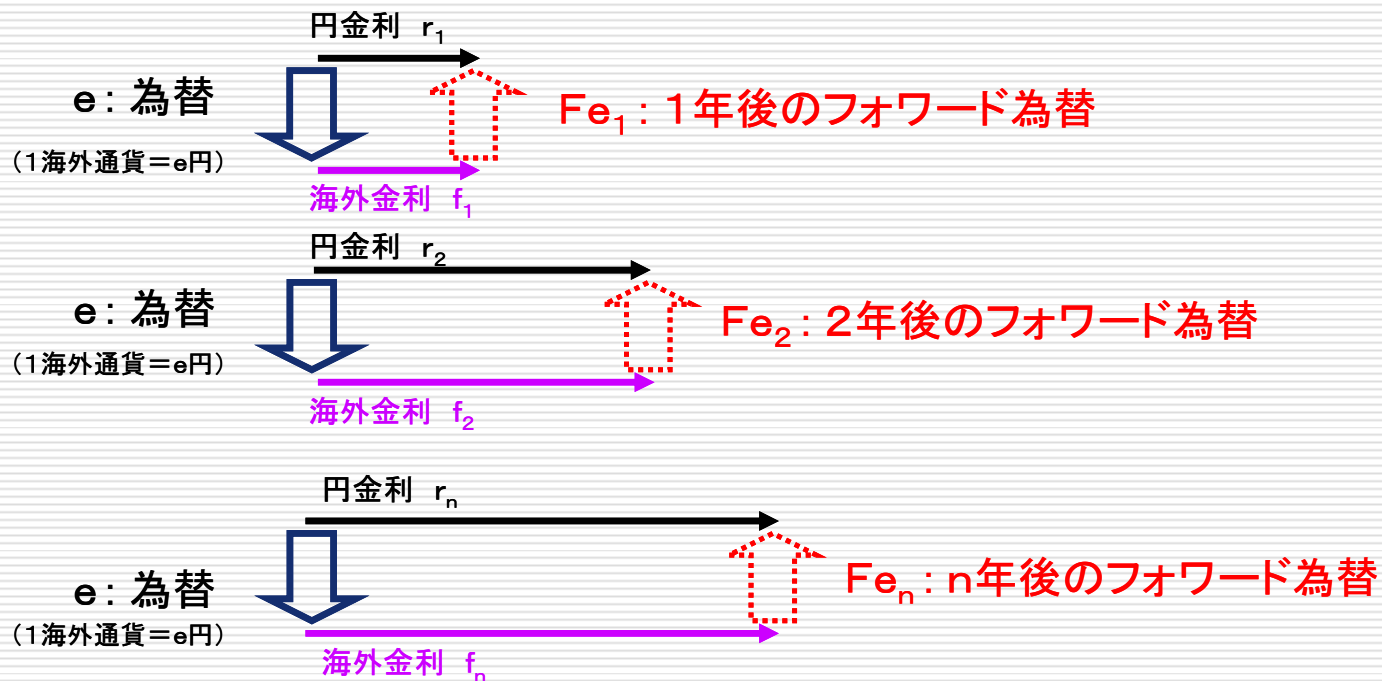 円金利 r₁
e：為替
Fe₁：1年後のフォワード為替
（1海外通貨＝e円）
海外金利 f₁
円金利 r₂
e：為替
Fe₂：2年後のフォワード為替
（1海外通貨＝e円）
海外金利 f₂
円金利 rₙ
e：為替
Feₙ：n年後のフォワード為替
（1海外通貨＝e円）
海外金利 fₙ